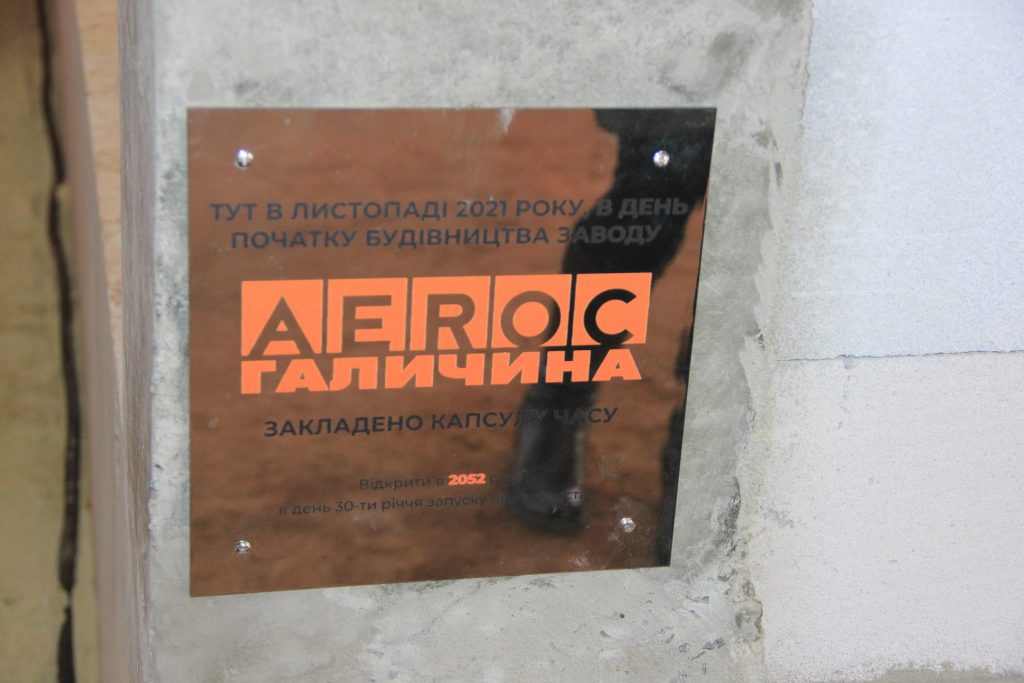 ТУТ В ЛИСТОПАДІ 2021 РОКУ, В ДЕНЬ
ПОЧАТКУ БУДІВНИЦТВА ЗАВОДУ
AEROC
ГАЛИЧИНА
ЗАКЛАДЕНО КАПСУЛУ ЧАСУ
Відкрити в 2052 році
в день 30-ти річчя запуску